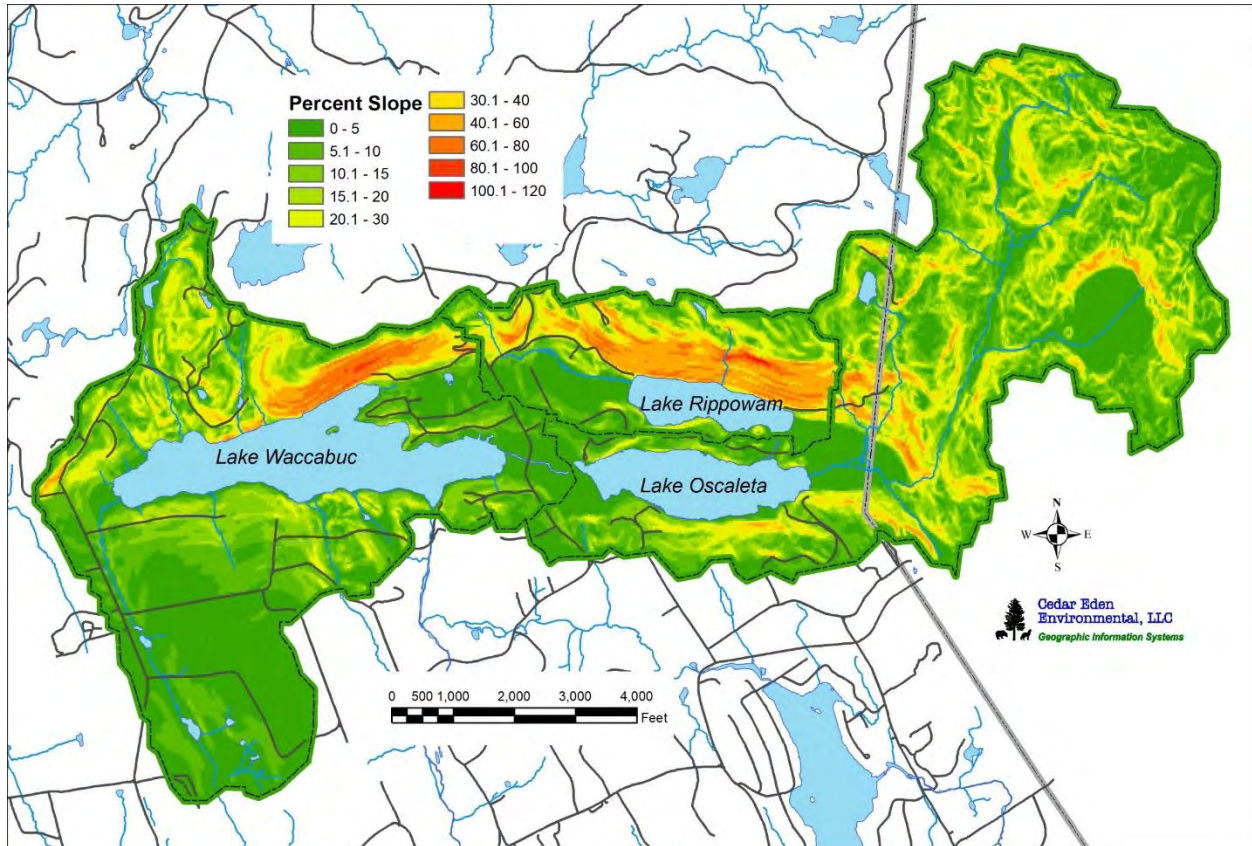 Percent Slope
0 - 5
5.1 - 10
10.1 - 15
15.1 - 20
20.1 - 30
30.1 - 40
40.1 - 60
60.1 - 80
80.1 - 100
100.1 - 120
Lake Rippowam
Lake Waccabuc
Lake Oscaleta
N
W E
S
Cedar Eden
Environmental, LLC
Geographic Information Systems
0 500 1,000 2,000 3,000 4,000
Feet